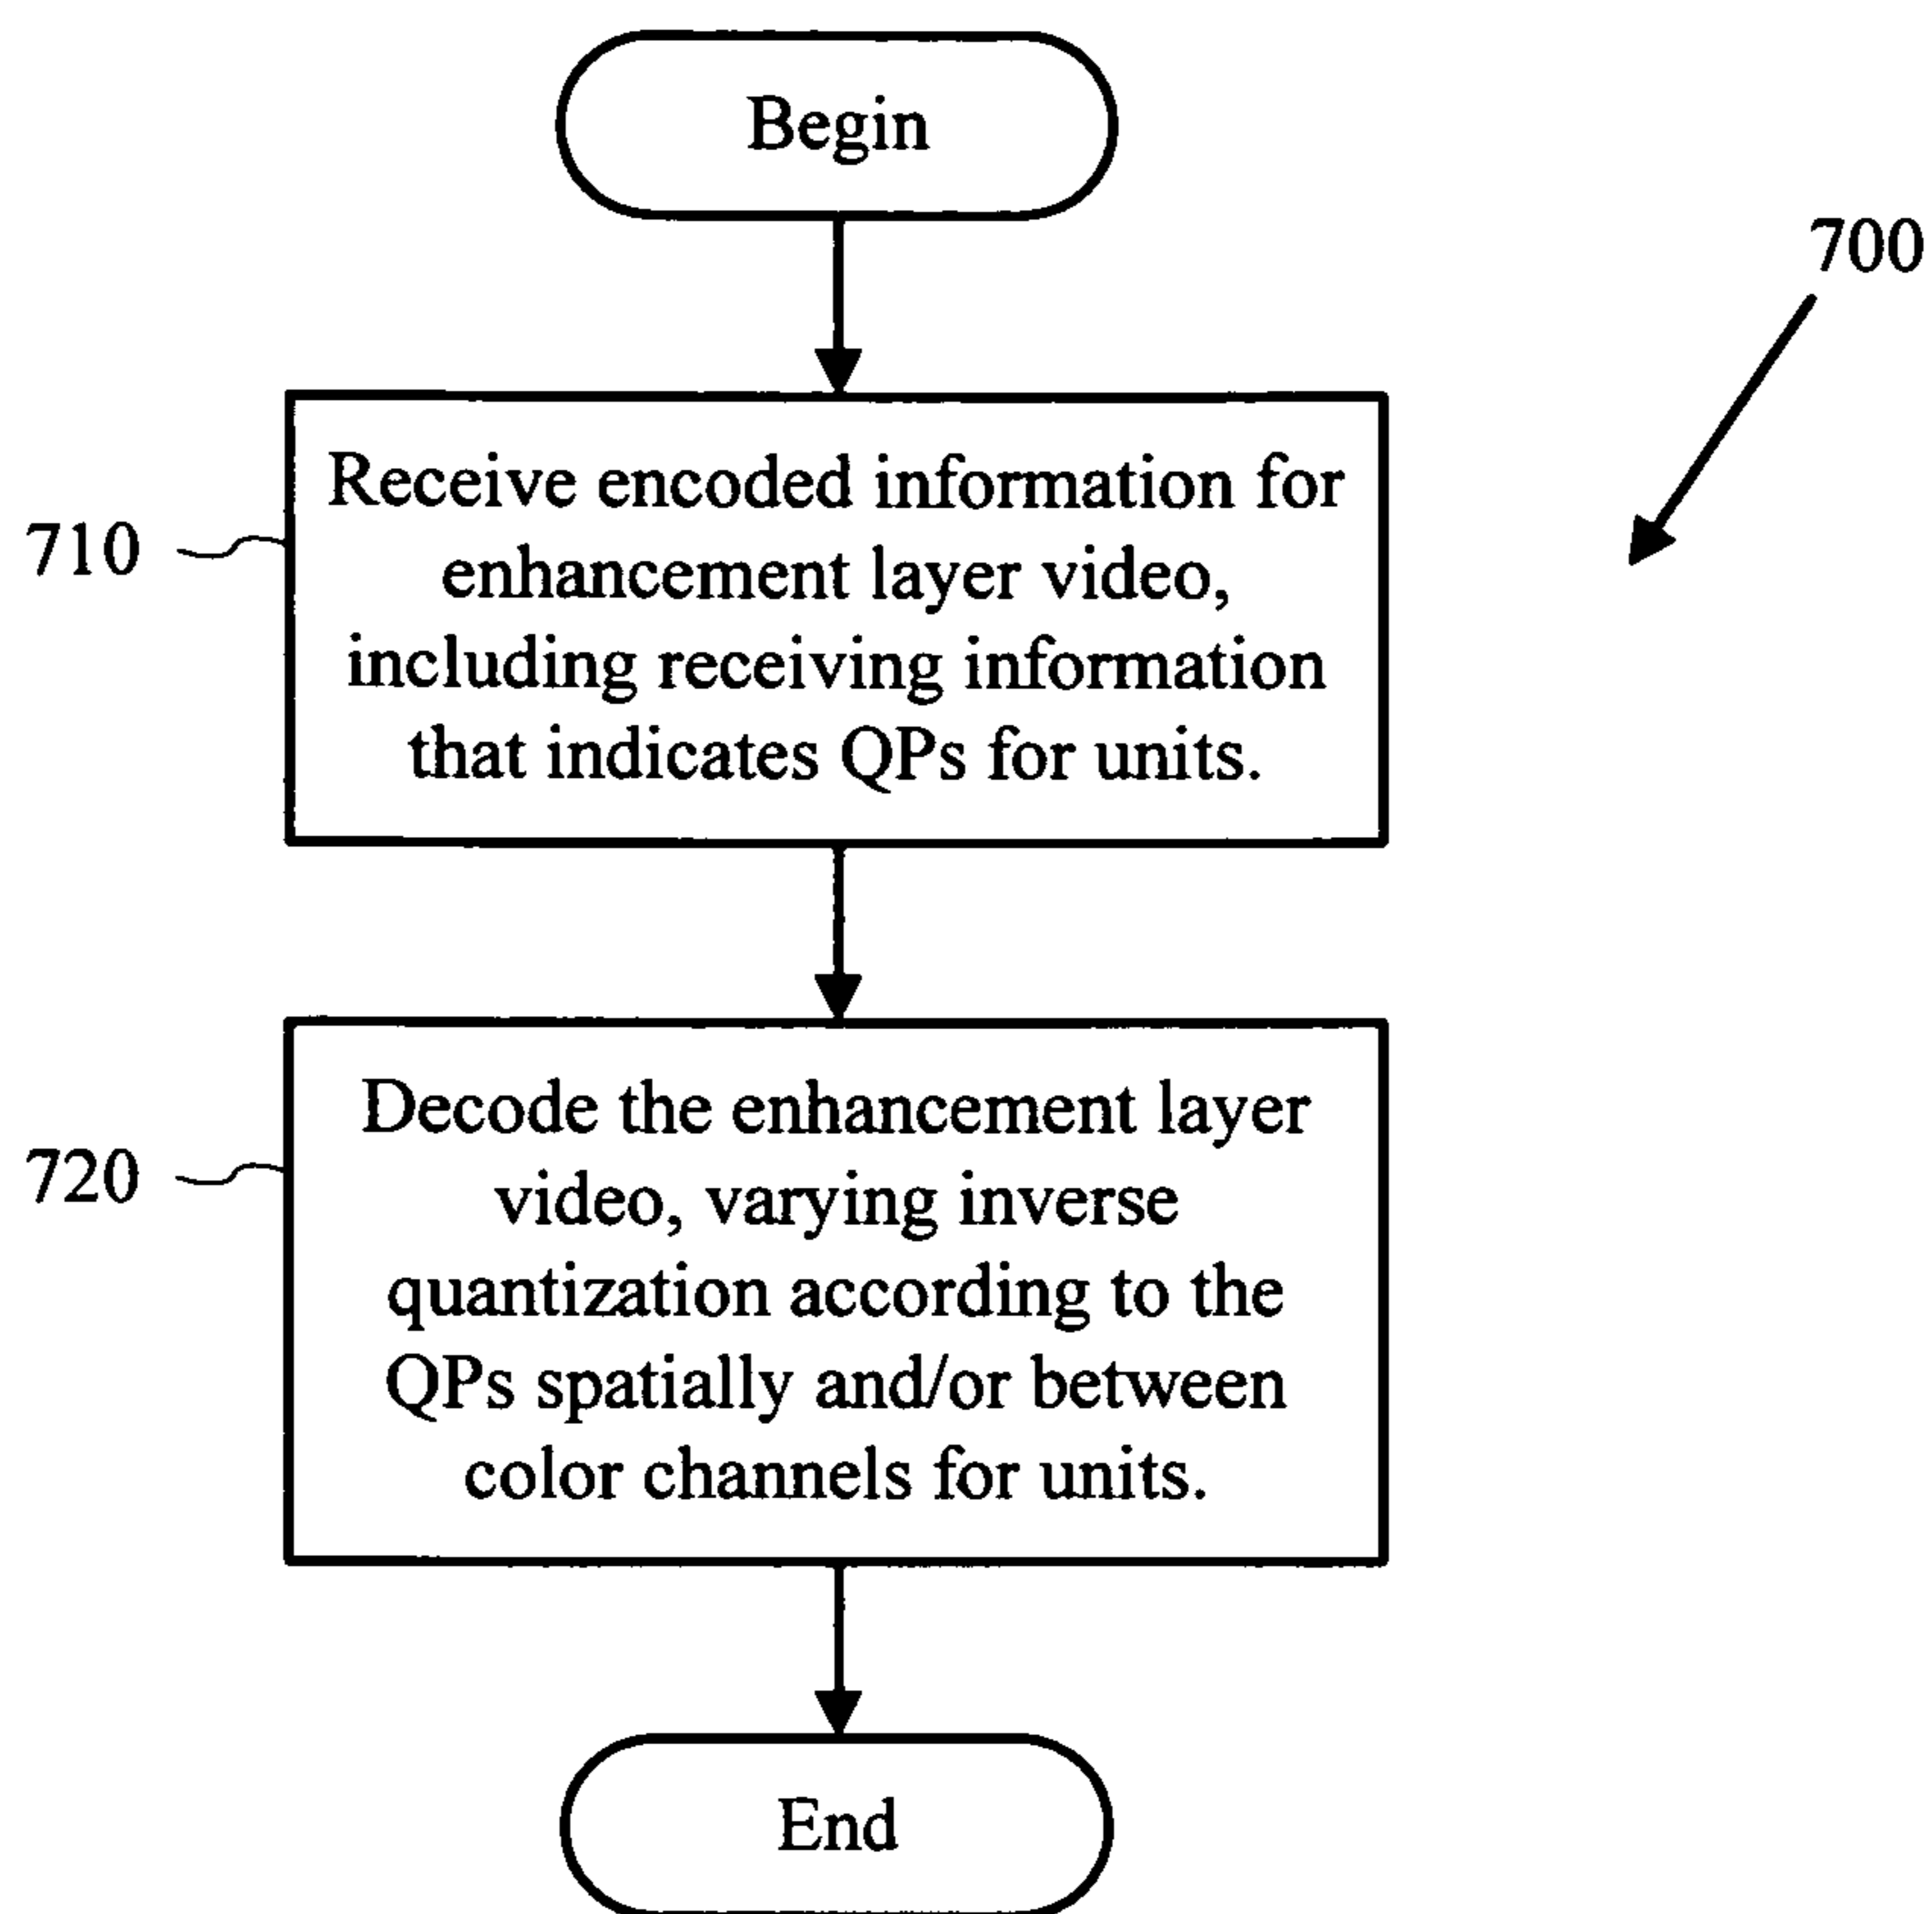 Begin
700
710
Receive encoded information for
enhancement layer video,
including receiving information
that indicates QPs for units.
720
Decode the enhancement layer
video, varying inverse
quantization according to the
QPs spatially and/or between
color channels for units.
End